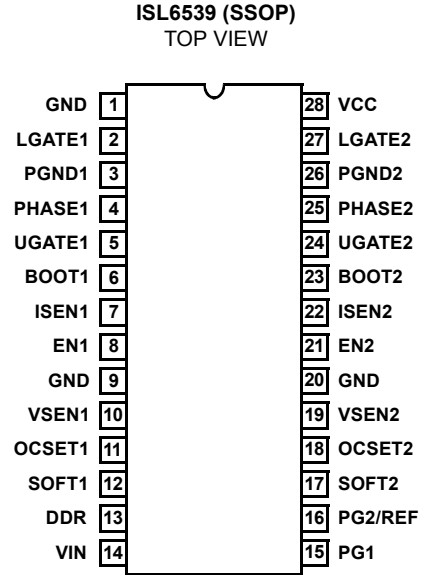 ISL6539 (SSOP)
TOP VIEW
GND 1 28 VCC
LGATE1 2 27 LGATE2
PGND1 3 26 PGND2
PHASE1 4 25 PHASE2
UGATE1 5 24 UGATE2
BOOT1 6 23 BOOT2
ISEN1 7 22 ISEN2
EN1 8 21 EN2
GND 9 20 GND
VSEN1 10 19 VSEN2
OCSET1 11 18 OCSET2
SOFT1 12 17 SOFT2
DDR 13 16 PG2/REF
VIN 14 15 PG1